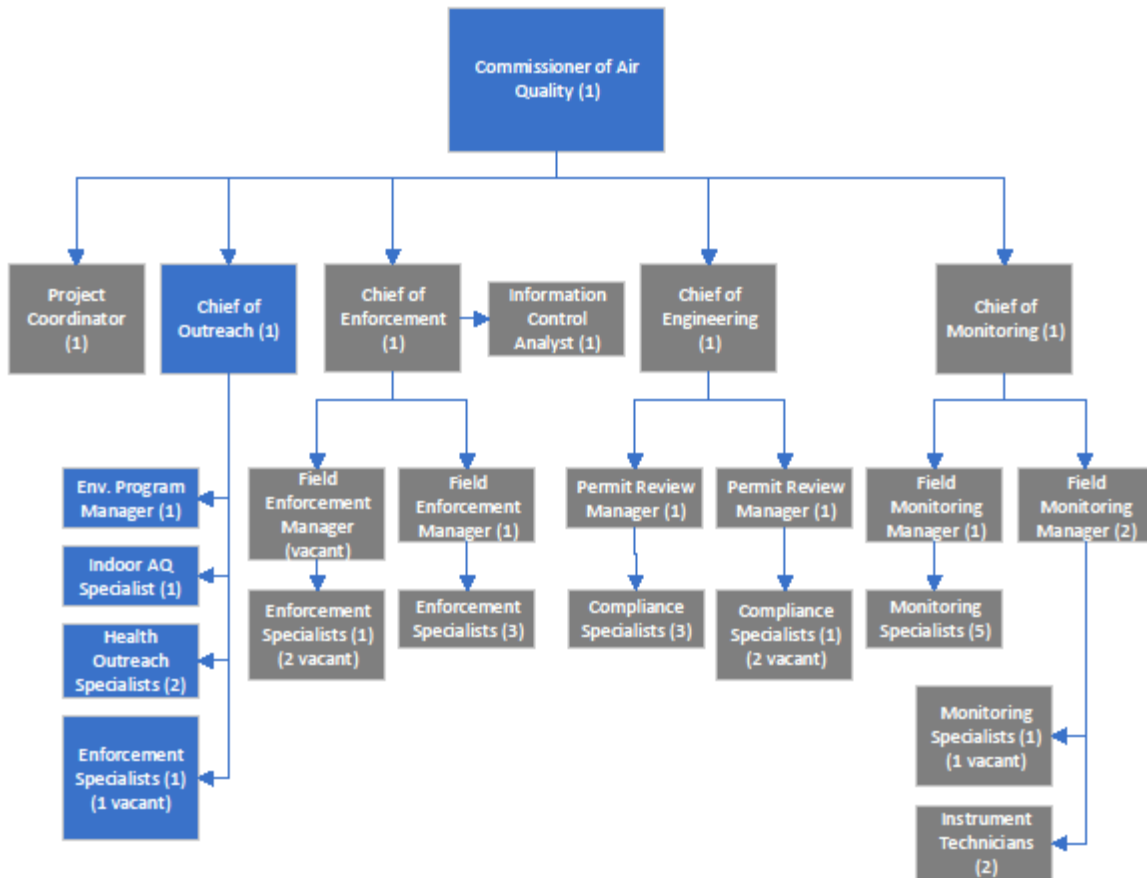 Commissioner of Air
Quality (1)
Project
Coordinator
(1)
Chief of
Outreach (1)
Chief of
Enforcement
(1)
Information
Control
Analyst (1)
Chief of
Engineering
(1)
Chief of
Monitoring (1)
Env. Program
Manager (1)
Indoor AQ
Specialist (1)
Health
Outreach
Specialists (2)
Enforcement
Specialists (1)
(1 vacant)
Field
Enforcement
Manager
(vacant)
Enforcement
Specialists (1)
(2 vacant)
Field
Enforcement
Manager (1)
Enforcement
Specialists (3)
Permit Review
Manager (1)
Compliance
Specialists (3)
Permit Review
Manager (1)
Compliance
Specialists (1)
(2 vacant)
Field
Monitoring
Manager (1)
Monitoring
Specialists (5)
Field
Monitoring
Manager (2)
Monitoring
Specialists (1)
(1 vacant)
Instrument
Technicians
(2)